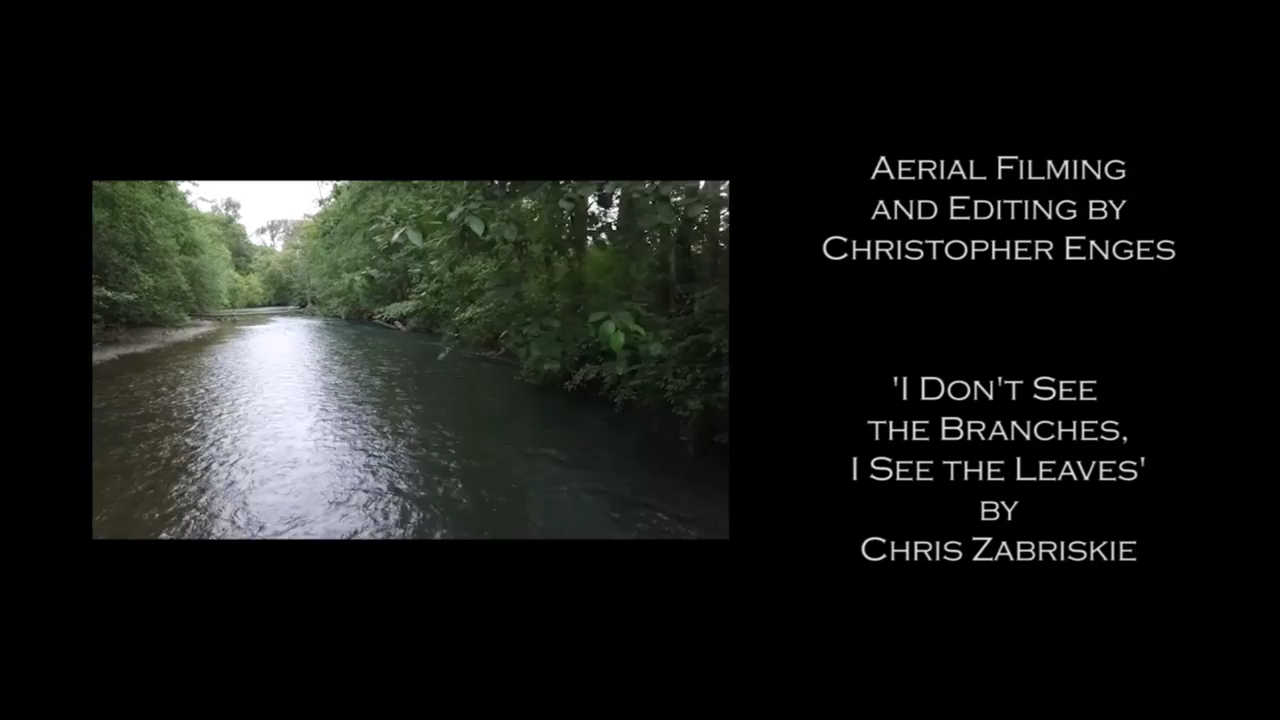 Aerial Filming
and Editing by
Christopher Enges
'I Don't See
the Branches,
I See the Leaves'
by
Chris Zabriskie